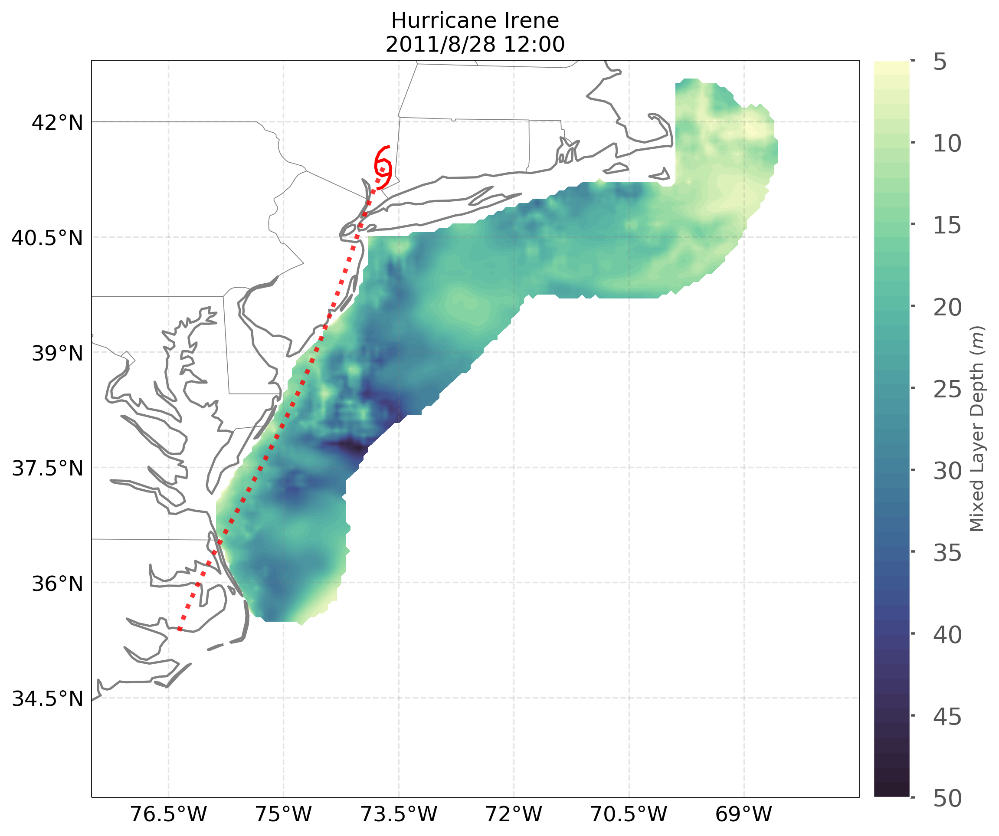 Hurricane Irene
2011/8/28 12:00
42°N
40.5°N
39°N
37.5°N
36°N
34.5°N
76.5°W
75°W
73.5°W
72°W
70.5°W
69°W
5
10
15
20
25
30
35
40
45
50
Mixed Layer Depth (m)